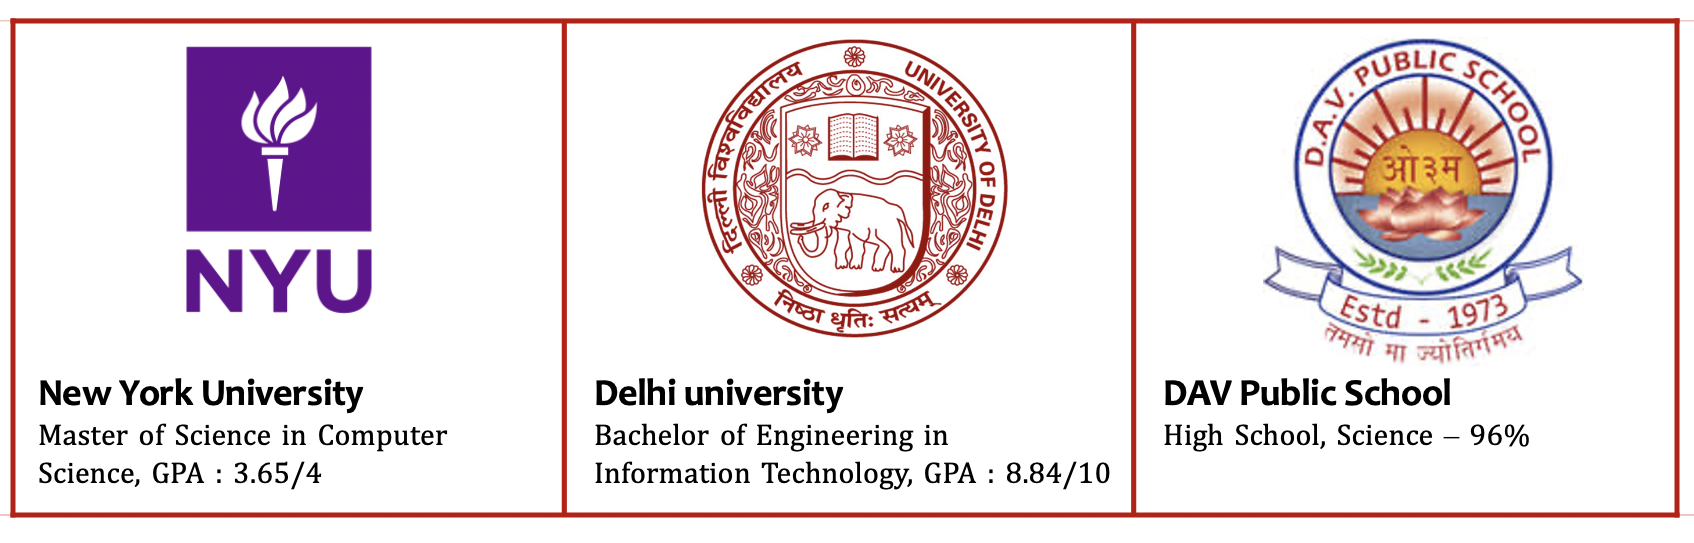 NYU
New York University
Master of Science in Computer
Science, GPA : 3.65/4
दिल्ली विश्वविद्यालय
UNIVERSITY OF DELHI
निष्ठा धृतिः सत्यम्
Delhi university
Bachelor of Engineering in
Information Technology, GPA : 8.84/10
D.A.V. PUBLIC SCHOOL
ओ३म
Estd - 1973
तमसो मा ज्योतिर्गमय
DAV Public School
High School, Science – 96%